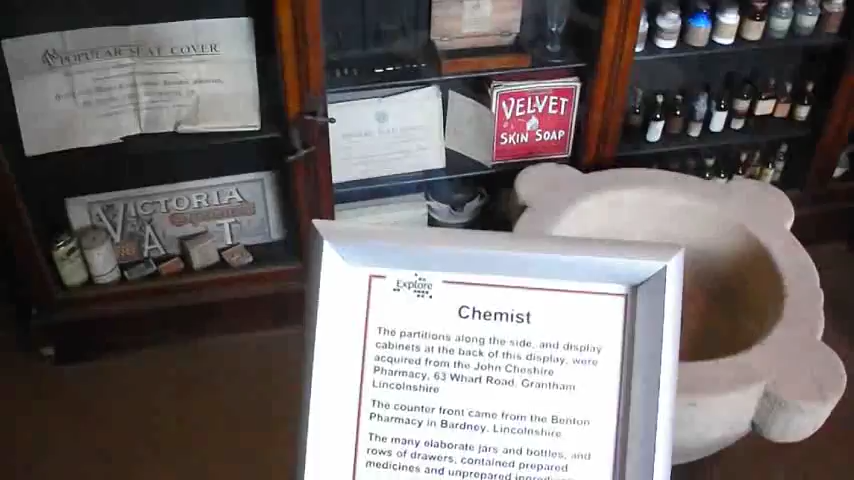 POPULAR SEAT COVER
VELVET
SKIN SOAP
VICTORIA
V A T
Explore
Chemist
The partitions along the side, and display
cabinets at the back of this display, were
acquired from the John Cheshire
Pharmacy, 63 Wharf Road, Grantham
Lincolnshire
The counter front came from the Benton
Pharmacy in Bardney, Lincolnshire
The many elaborate jars and bottles, and
rows of drawers, contained prepared
medicines and unprepared